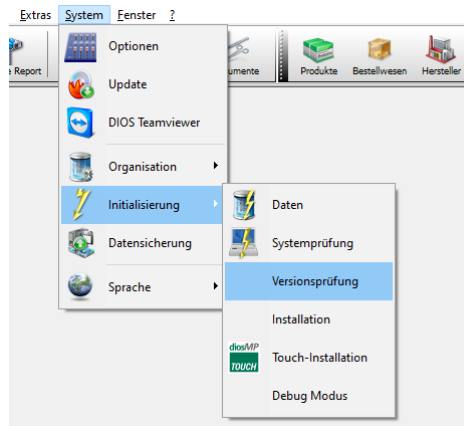 Extras System Fenster ?
Report
Optionen
umente
Produkte
Bestellwesen
Hersteller
Update
DIOS Teamviewer
Organisation
Initialisierung
Datensicherung
Sprache
Daten
Systemprüfung
Versionsprüfung
Installation
diosMP
TOUCH
Touch-Installation
Debug Modus